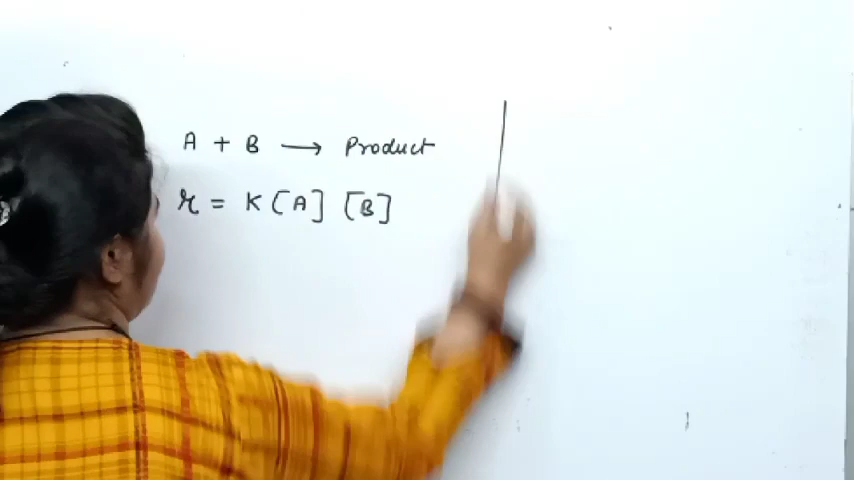 A + B ⟶ Product
r = K [A] [B]